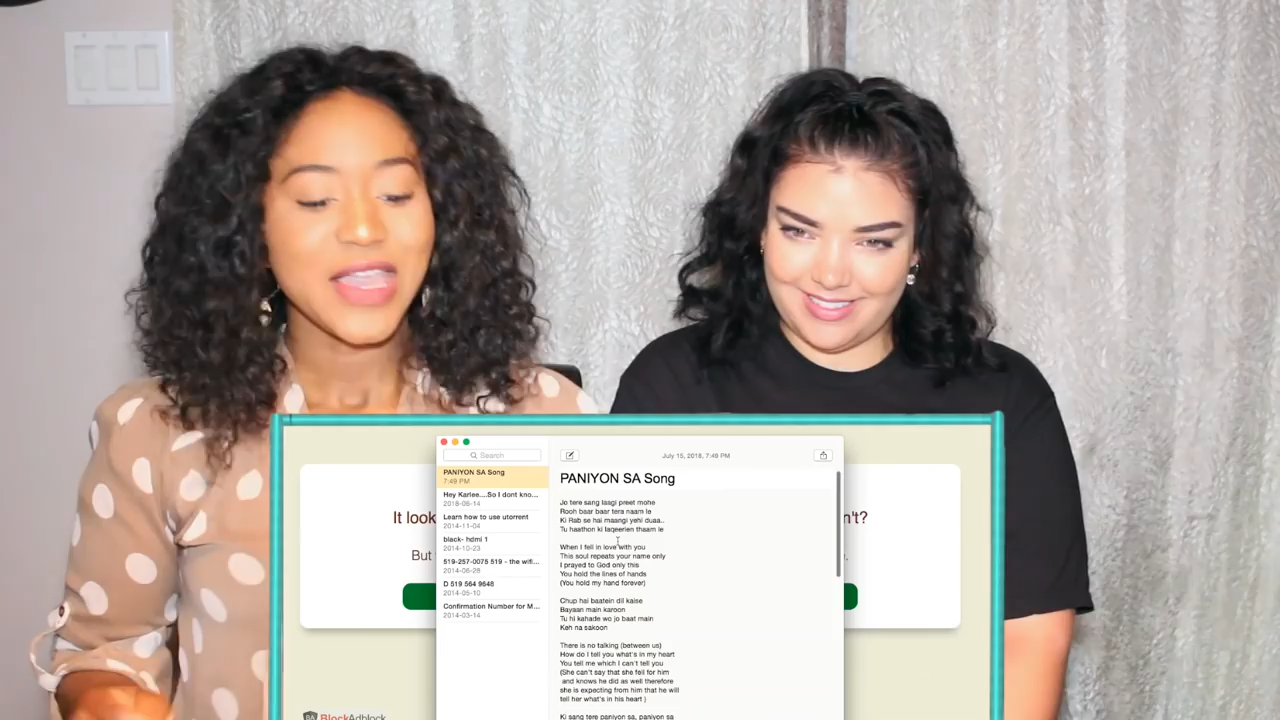 Search
July 15, 2018, 7:49 PM
PANIYON SA Song
7:49 PM
Hey Karlee....So I dont kno...
2018-06-14
Learn how to use utorrent
2014-11-04
black- hdmi 1
2014-10-23
519-257-0075 519 - the wifi...
2014-06-28
D 519 564 9648
2014-05-10
Confirmation Number for M...
2014-03-14
PANIYON SA Song
Jo tere sang laagi preet mohe
Rooh baar baar tera naam le
Ki Rab se hai maangi yehi duaa..
Tu haathon ki laqeerien thaam le
When I fell in love with you
This soul repeats your name only
I prayed to God only this
You hold the lines of hands
(You hold my hand forever)
Chup hai baatein dil kaise
Bayaan main karoon
Tu hi kahade wo jo baat main
Keh na sakoon
There is no talking (between us)
How do I tell you what's in my heart
You tell me which I can't tell you
(She can't say that she fell for him
and knows he did as well therefore
she is expecting from him that he will
tell her what's in his heart )
Ki sang tere paniyon sa, paniyon sa
It look
n't?
But
e.
BA BlockAdblock